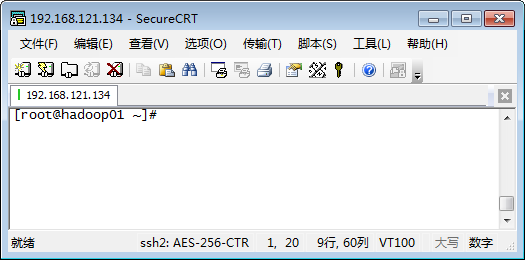 192.168.121.134 - SecureCRT
文件(F) 编辑(E) 查看(V) 选项(O) 传输(T) 脚本(S) 工具(L) 帮助(H)
192.168.121.134
[root@hadoop01 ~]#
就绪 ssh2: AES-256-CTR 1, 20 9行, 60列 VT100 大写 数字